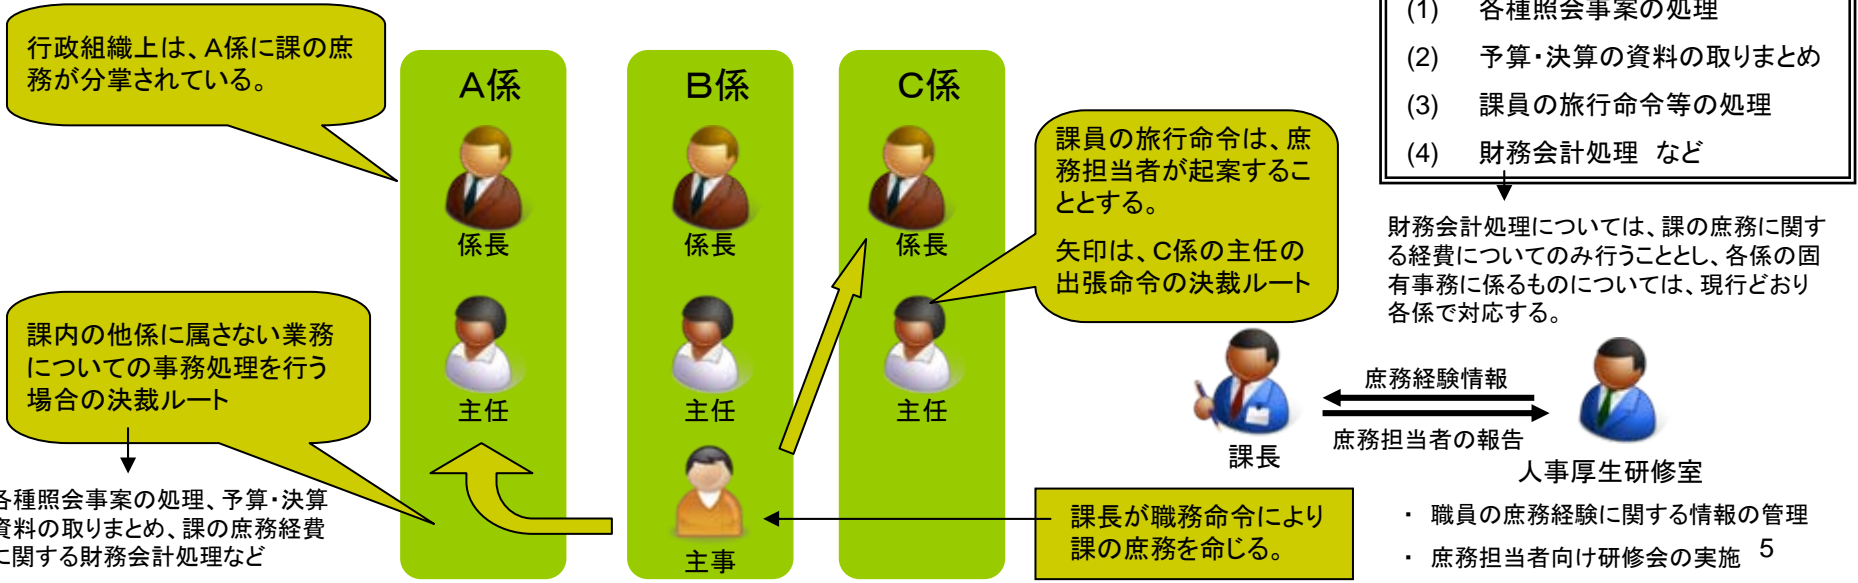 行政組織上は、A係に課の庶
務が分掌されている。
課内の他係に属さない業務
についての事務処理を行う
場合の決裁ルート
各種照会事案の処理、予算・決算
資料の取りまとめ、課の庶務経費
に関する財務会計処理など
A係
係長
主任
B係
係長
主任
主事
C係
係長
主任
課員の旅行命令は、庶
務担当者が起案するこ
ととする。
矢印は、C係の主任の
出張命令の決裁ルート
課長が職務命令により
課の庶務を命じる。
(1) 各種照会事案の処理
(2) 予算・決算の資料の取りまとめ
(3) 課員の旅行命令等の処理
(4) 財務会計処理 など
財務会計処理については、課の庶務に関す
る経費についてのみ行うこととし、各係の固
有事務に係るものについては、現行どおり
各係で対応する。
庶務経験情報
庶務担当者の報告
課長
人事厚生研修室
・ 職員の庶務経験に関する情報の管理
・ 庶務担当者向け研修会の実施
5